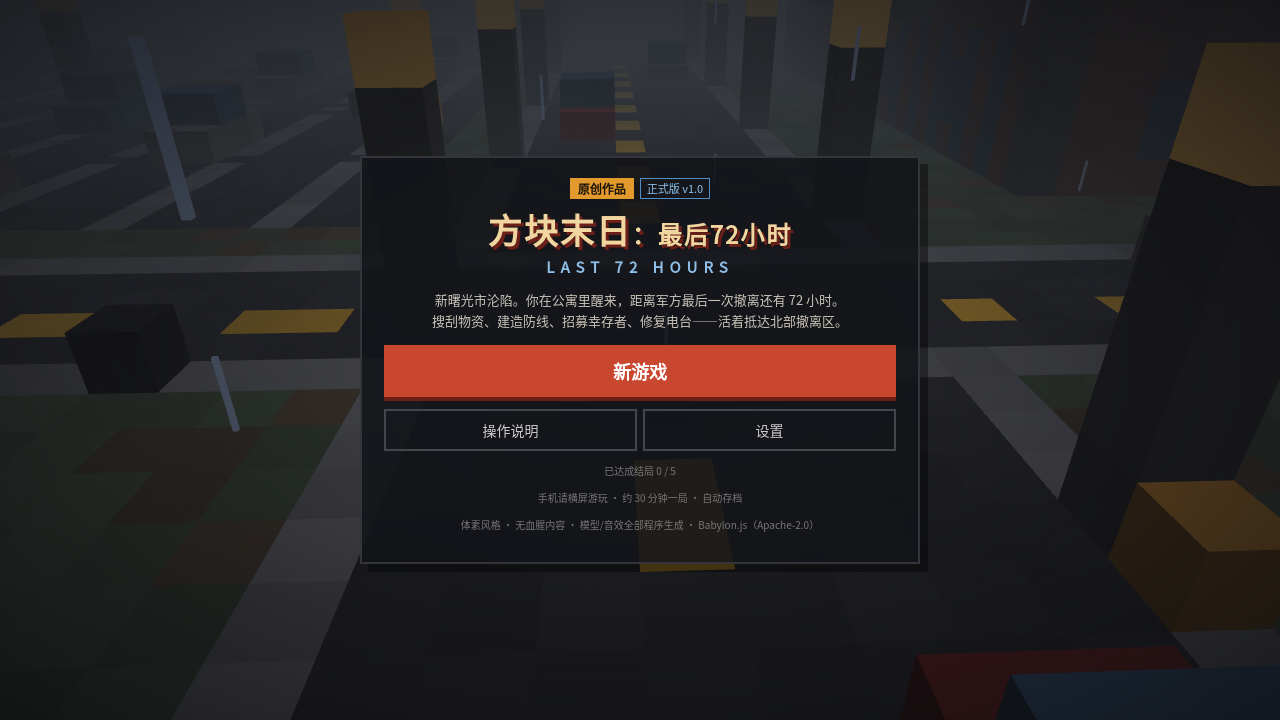 原创作品 正式版 v1.0
方块末日：最后72小时
LAST 72 HOURS
新曙光市沦陷。你在公寓里醒来，距离军方最后一次撤离还有 72 小时。
搜刮物资、建造防线、招募幸存者、修复电台——活着抵达北部撤离区。
新游戏
操作说明 设置
已达成结局 0 / 5
手机请横屏游玩 · 约 30 分钟一局 · 自动存档
体素风格 · 无血腥内容 · 模型/音效全部程序生成 · Babylon.js（Apache-2.0）